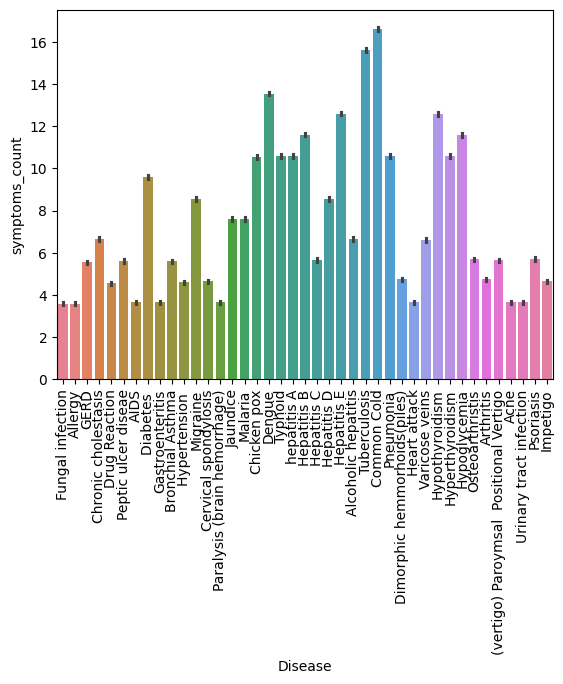 16
14
12
10
8
6
4
2
0
symptoms_count
Fungal infection
Allergy
GERD
Chronic cholestasis
Drug Reaction
Peptic ulcer diseae
AIDS
Diabetes
Gastroenteritis
Bronchial Asthma
Hypertension
Migraine
Cervical spondylosis
Paralysis (brain hemorrhage)
Jaundice
Malaria
Chicken pox
Dengue
Typhoid
hepatitis A
Hepatitis B
Hepatitis C
Hepatitis D
Hepatitis E
Alcoholic hepatitis
Tuberculosis
Common Cold
Pneumonia
Dimorphic hemmorhoids(piles)
Heart attack
Varicose veins
Hypothyroidism
Hyperthyroidism
Hypoglycemia
Osteoarthristis
Arthritis
(vertigo) Paroymsal  Positional Vertigo
Acne
Urinary tract infection
Psoriasis
Impetigo
Disease